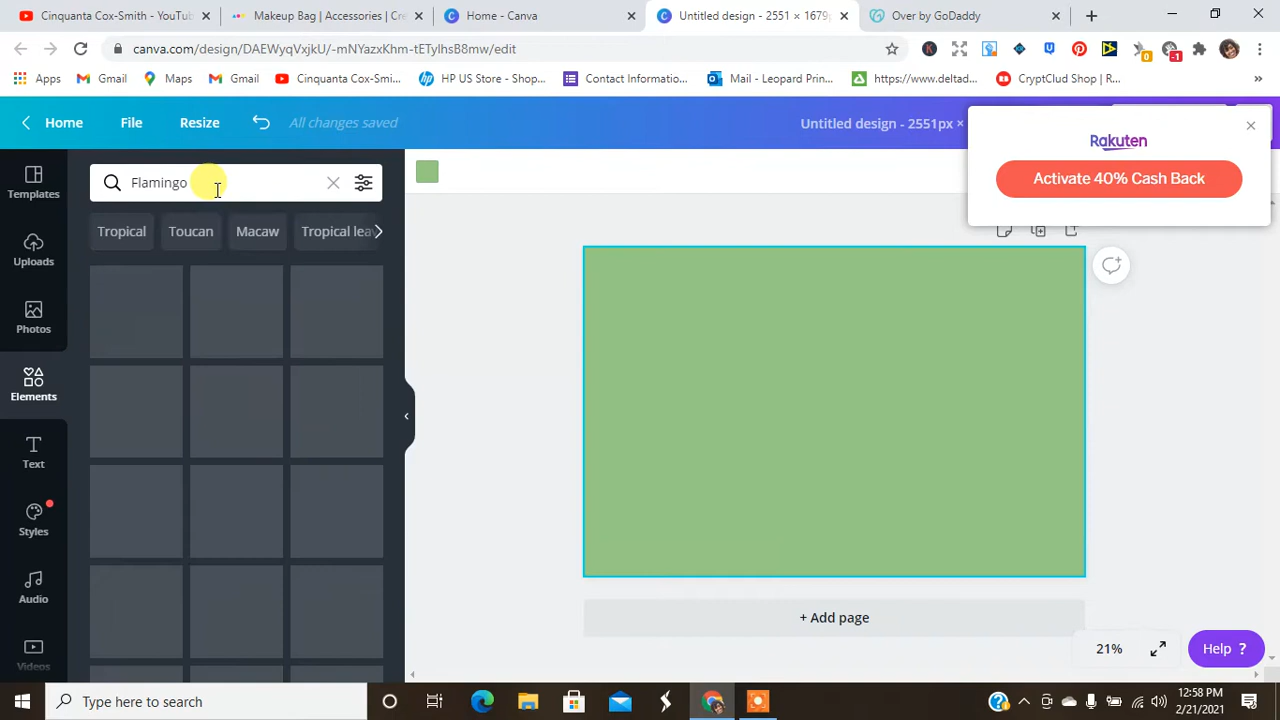 Cinquanta Cox-Smith - YouTub
Makeup Bag | Accessories | Cr
Home - Canva
Untitled design - 2551 × 1679p
Over by GoDaddy
canva.com/design/DAEWyqVxjkU/-mNYazxKhm-tETylhsB8mw/edit
Apps
Gmail
Maps
Gmail
Cinquanta Cox-Smi...
HP US Store - Shop...
Contact Informatio...
Mail - Leopard Prin...
https://www.deltad...
CryptClud Shop | R...
Home
File
Resize
All changes saved
Untitled design - 2551px ×
Rakuten
Activate 40% Cash Back
Flamingo
Templates
Tropical
Toucan
Macaw
Tropical lea
Uploads
Photos
Elements
Text
Styles
Audio
Videos
+ Add page
21%
Help ?
Type here to search
0
-1
12:58 PM
2/21/2021